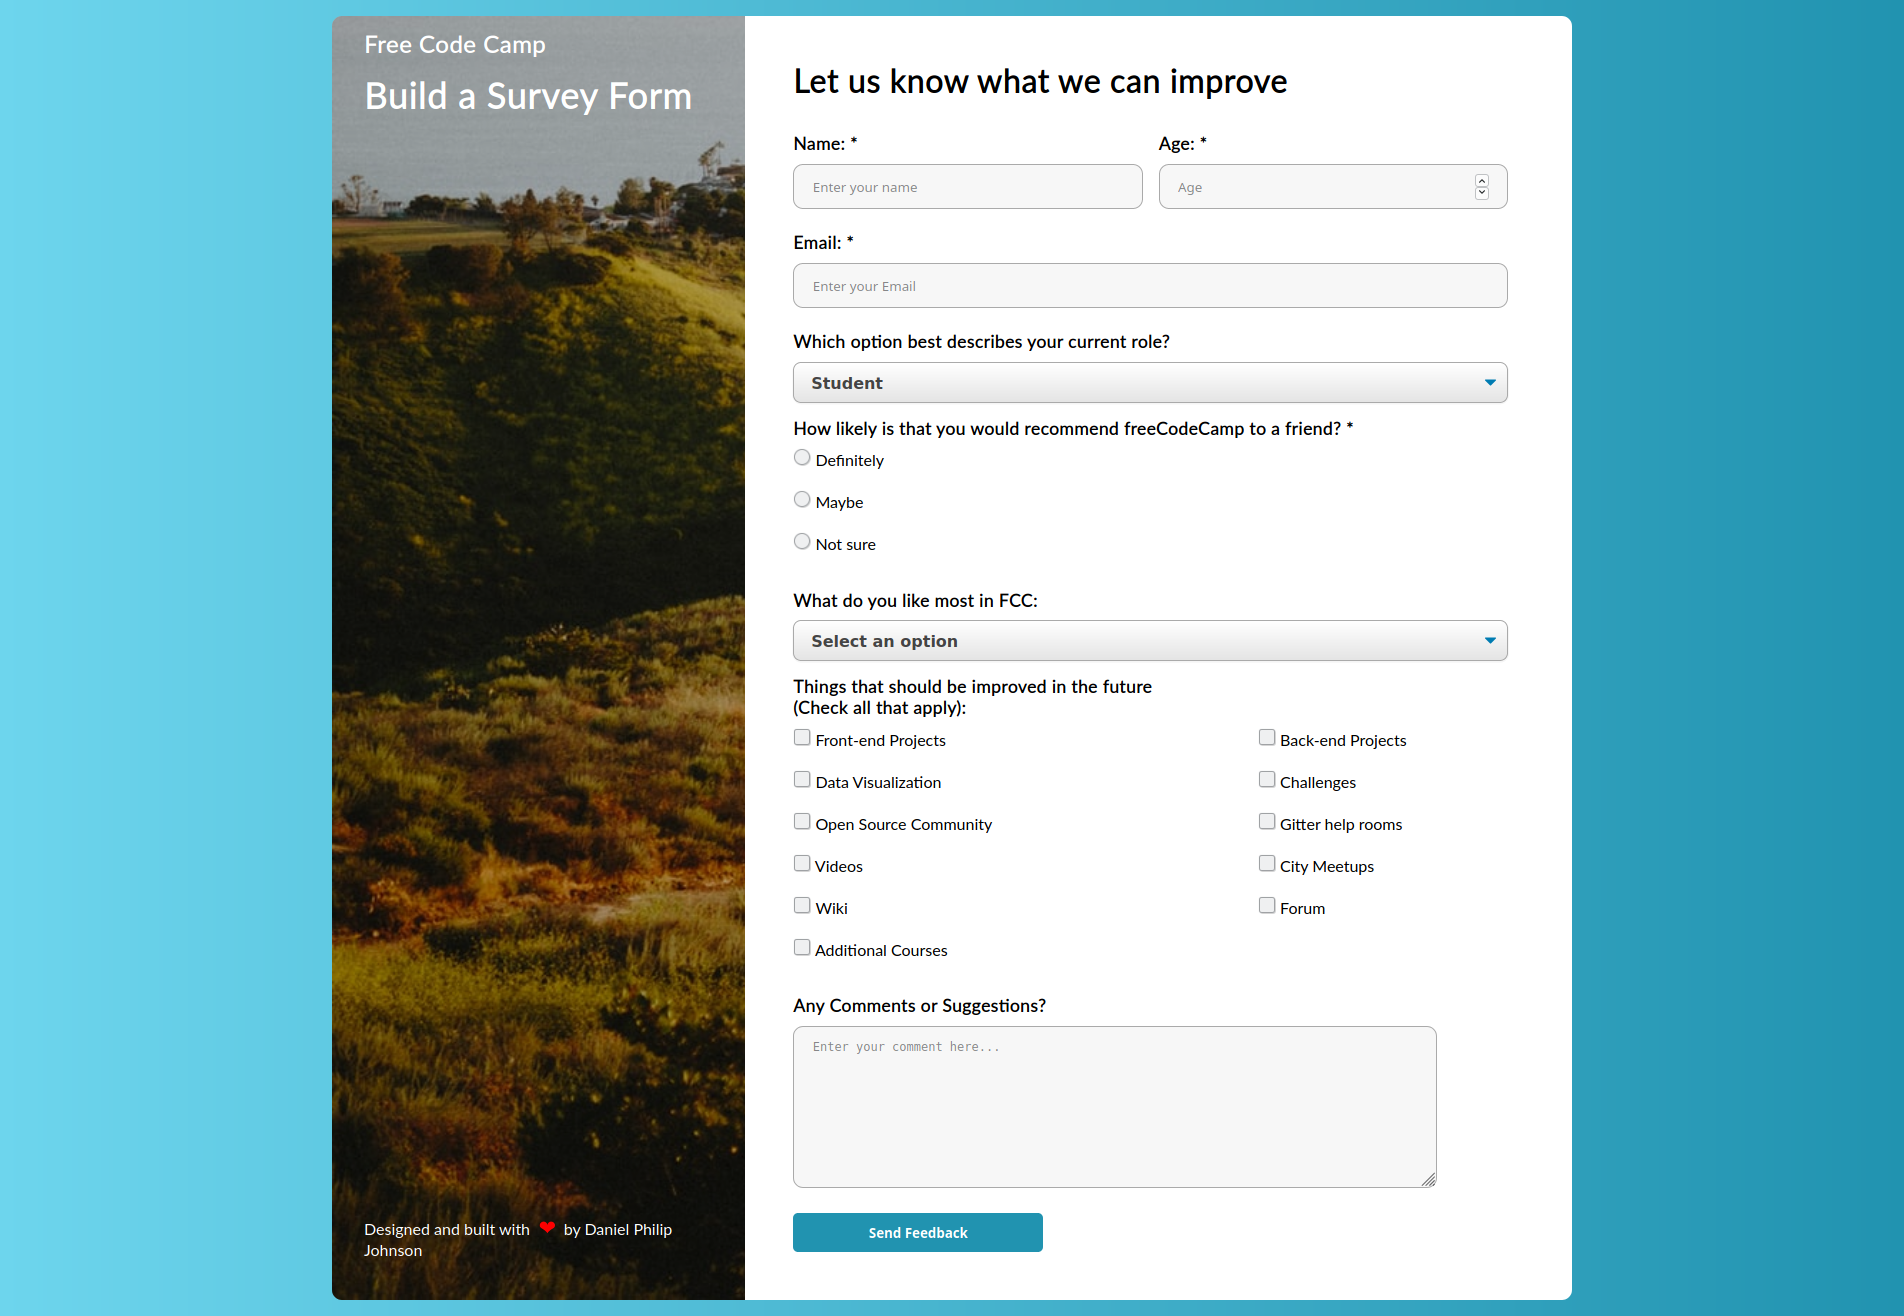 Free Code Camp
Build a Survey Form
Designed and built with ❤ by Daniel Philip
Johnson
Let us know what we can improve
Name: * Age: *
Enter your name Age
Email: *
Enter your Email
Which option best describes your current role?
Student
How likely is that you would recommend freeCodeCamp to a friend? *
Definitely
Maybe
Not sure
What do you like most in FCC:
Select an option
Things that should be improved in the future
(Check all that apply):
Front-end Projects Back-end Projects
Data Visualization Challenges
Open Source Community Gitter help rooms
Videos City Meetups
Wiki Forum
Additional Courses
Any Comments or Suggestions?
Enter your comment here...
Send Feedback